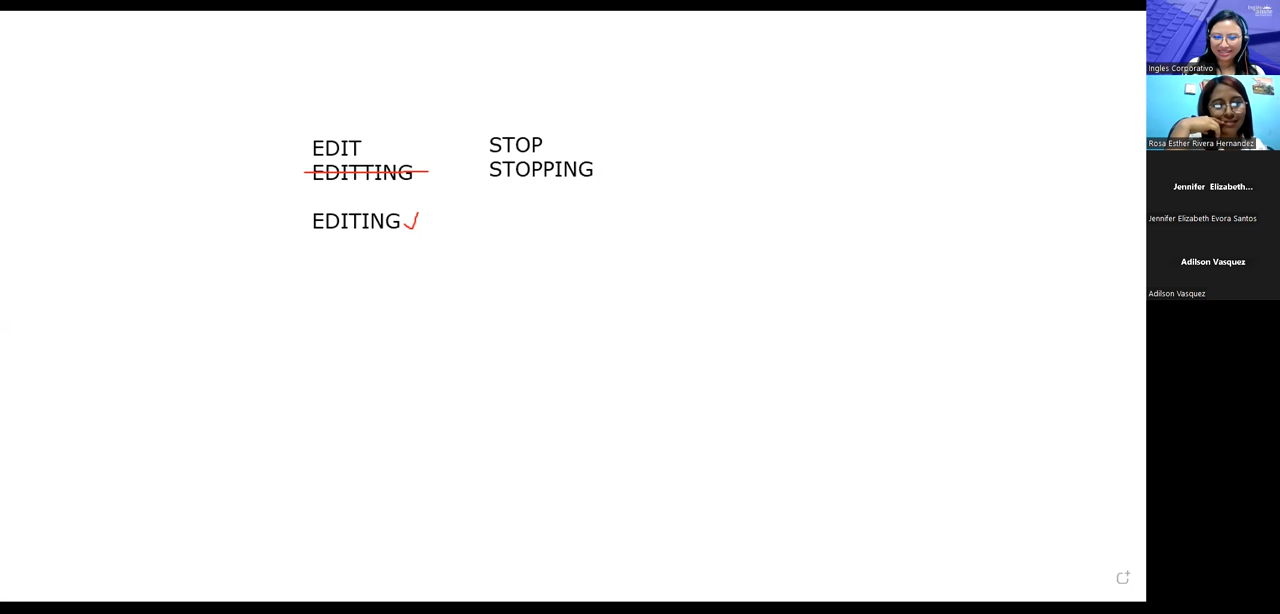 EDIT
EDITTING
EDITING
STOP
STOPPING
Ingles Corporativo
Rosa Esther Rivera Hernandez
Jennifer Elizabeth...
Jennifer Elizabeth Evora Santos
Adilson Vasquez
Adilson Vasquez